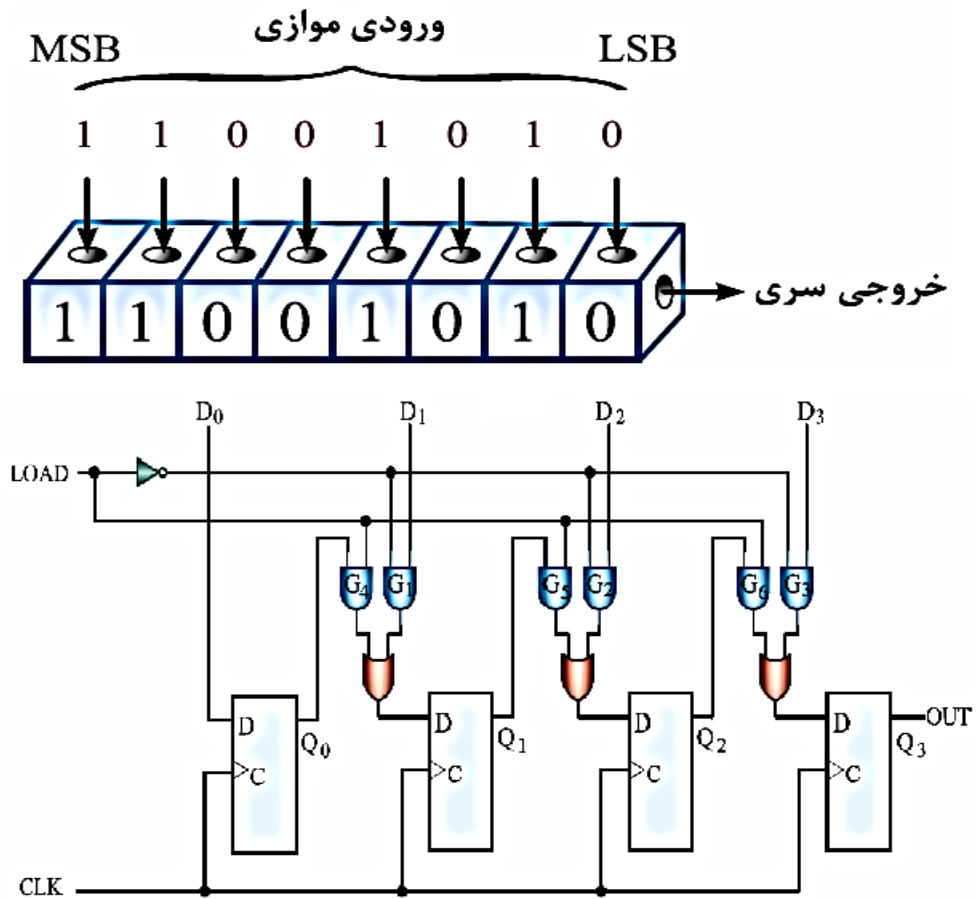 ورودی موازی
MSB LSB
1 1 0 0 1 0 1 0
1 1 0 0 1 0 1 0
خروجی سری
D0 D1 D2 D3
LOAD
G4 G1 G5 G2 G6 G3
D D D D OUT
Q0 Q1 Q2 Q3
C C C C
CLK